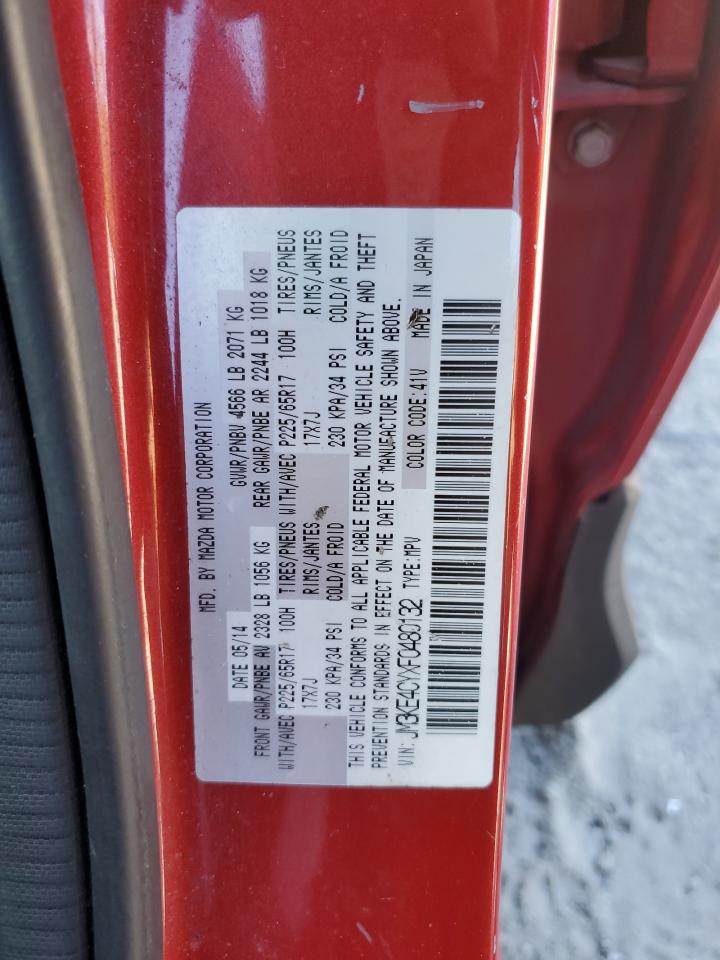 MFD. BY MAZDA MOTOR CORPORATION
DATE 05/14 GVWR/PNBV 4566 LB 2071 KG
FRONT GAWR/PNBE AV 2328 LB 1056 KG REAR GAWR/PNBE AR 2244 LB 1018 KG
WITH/AVEC P225/65R17 100H TIRES/PNEUS WITH/AVEC P225/65R17 100H TIRES/PNEUS
17X7J RIMS/JANTES 17X7J RIMS/JANTES
230 KPA/34 PSI COLD/A FROID 230 KPA/34 PSI COLD/A FROID
THIS VEHICLE CONFORMS TO ALL APPLICABLE FEDERAL MOTOR VEHICLE SAFETY AND THEFT
PREVENTION STANDARDS IN EFFECT ON THE DATE OF MANUFACTURE SHOWN ABOVE.
VIN: JM3KE4CYXF0480132 TYPE:MPV COLOR CODE:41V MADE IN JAPAN